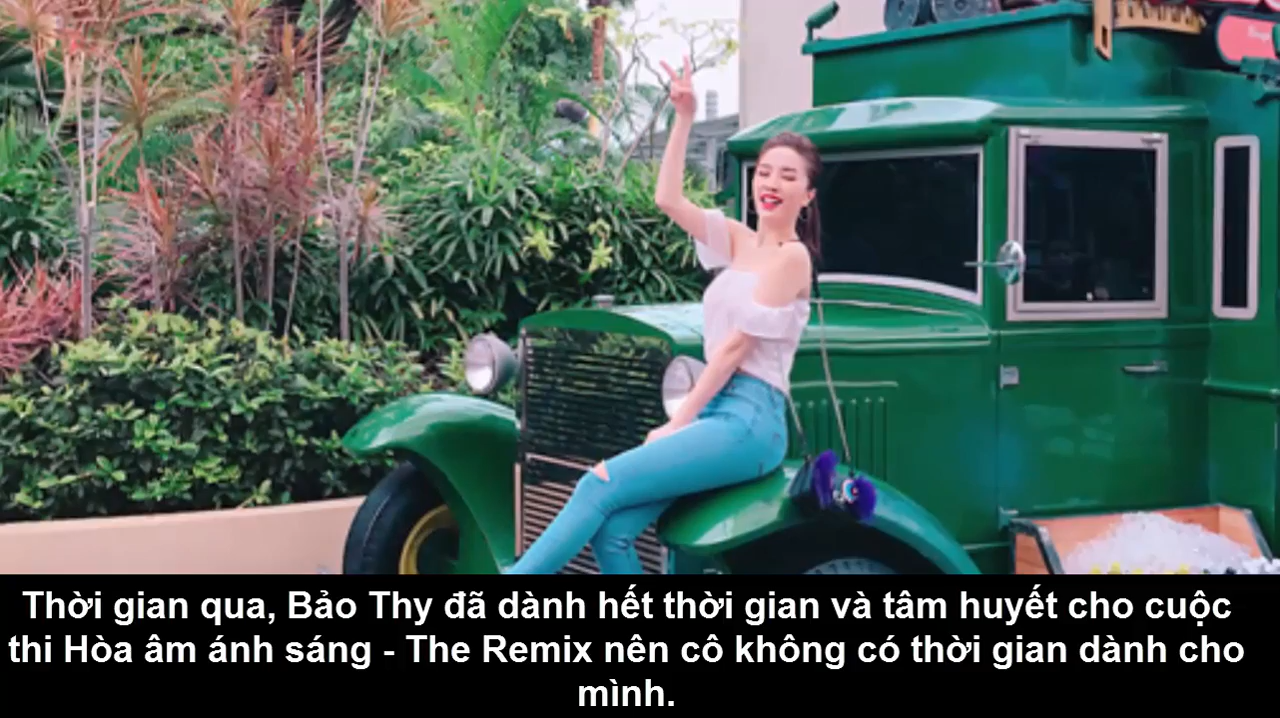 Thời gian qua, Bảo Thy đã dành hết thời gian và tâm huyết cho cuộc
thi Hòa âm ánh sáng - The Remix nên cô không có thời gian dành cho
mình.